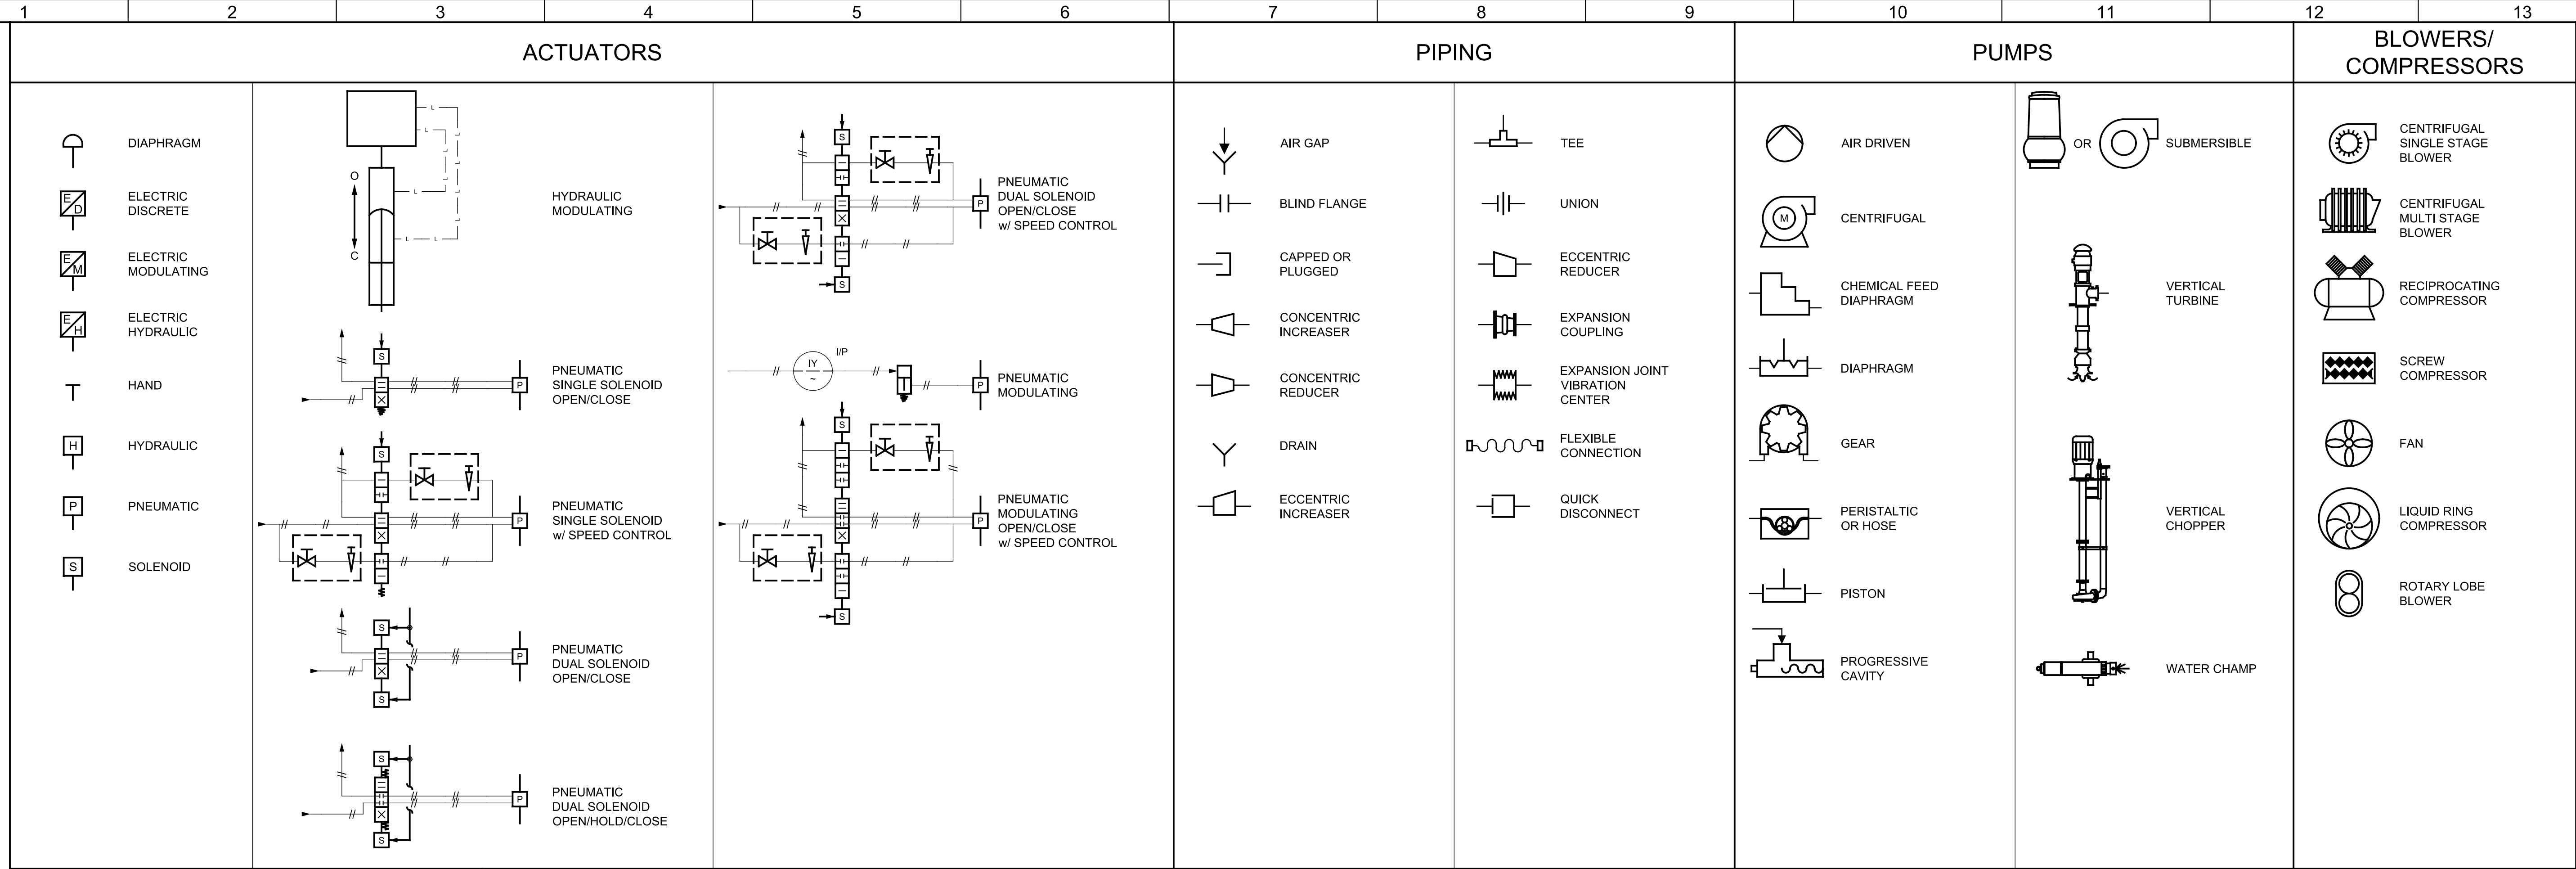 1 2 3 4 5 6 7 8 9 10 11 12 13
ACTUATORS
DIAPHRAGM
E D
ELECTRIC
DISCRETE
E M
ELECTRIC
MODULATING
E H
ELECTRIC
HYDRAULIC
HAND
H
HYDRAULIC
P
PNEUMATIC
S
SOLENOID
L
L
L
L
L
L
L L
O
C
HYDRAULIC
MODULATING
S
P
PNEUMATIC
SINGLE SOLENOID
OPEN/CLOSE
S
P
PNEUMATIC
SINGLE SOLENOID
w/ SPEED CONTROL
S
P
S
PNEUMATIC
DUAL SOLENOID
OPEN/CLOSE
S
P
S
PNEUMATIC
DUAL SOLENOID
OPEN/HOLD/CLOSE
S
P
S
PNEUMATIC
DUAL SOLENOID
OPEN/CLOSE
w/ SPEED CONTROL
I/P
IY
~
P
PNEUMATIC
MODULATING
S
P
S
PNEUMATIC
MODULATING
OPEN/CLOSE
w/ SPEED CONTROL
PIPING
AIR GAP
BLIND FLANGE
CAPPED OR
PLUGGED
CONCENTRIC
INCREASER
CONCENTRIC
REDUCER
DRAIN
ECCENTRIC
INCREASER
TEE
UNION
ECCENTRIC
REDUCER
EXPANSION
COUPLING
EXPANSION JOINT
VIBRATION
CENTER
FLEXIBLE
CONNECTION
QUICK
DISCONNECT
PUMPS
AIR DRIVEN
M
CENTRIFUGAL
CHEMICAL FEED
DIAPHRAGM
DIAPHRAGM
GEAR
PERISTALTIC
OR HOSE
PISTON
PROGRESSIVE
CAVITY
OR
SUBMERSIBLE
VERTICAL
TURBINE
VERTICAL
CHOPPER
WATER CHAMP
BLOWERS/
COMPRESSORS
CENTRIFUGAL
SINGLE STAGE
BLOWER
CENTRIFUGAL
MULTI STAGE
BLOWER
RECIPROCATING
COMPRESSOR
SCREW
COMPRESSOR
FAN
LIQUID RING
COMPRESSOR
ROTARY LOBE
BLOWER